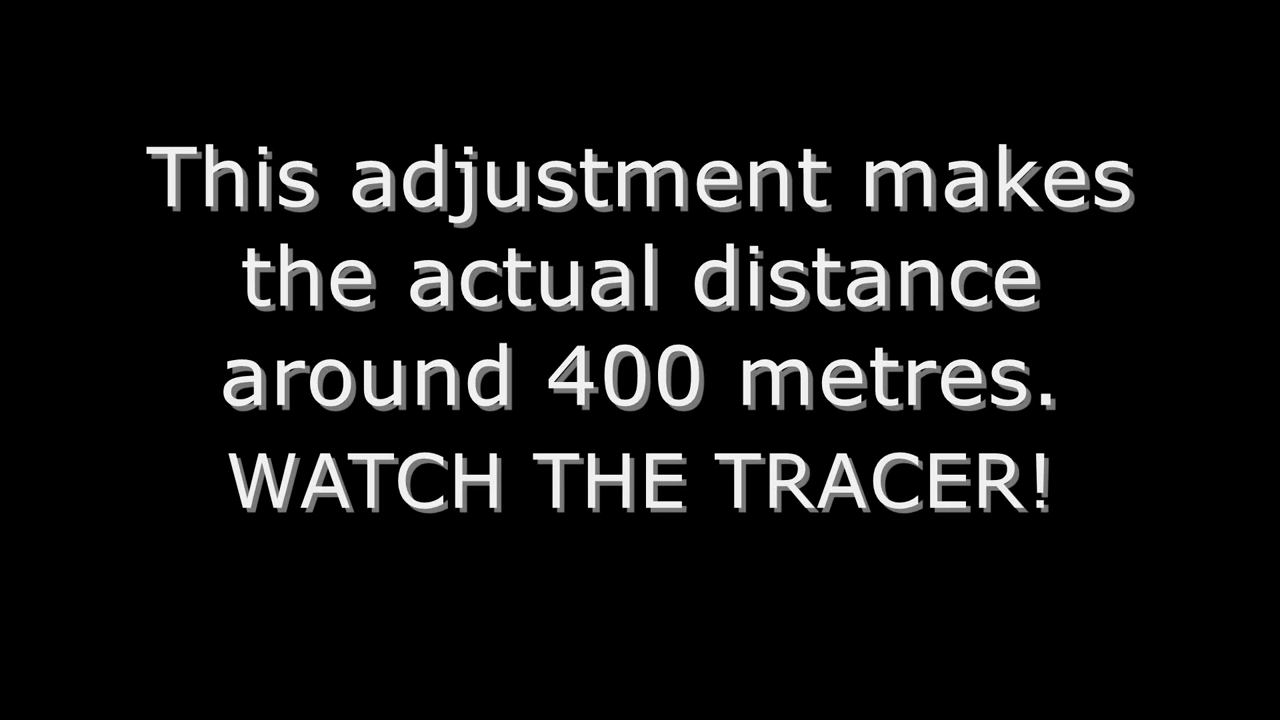 This adjustment makes
the actual distance
around 400 metres.
WATCH THE TRACER!